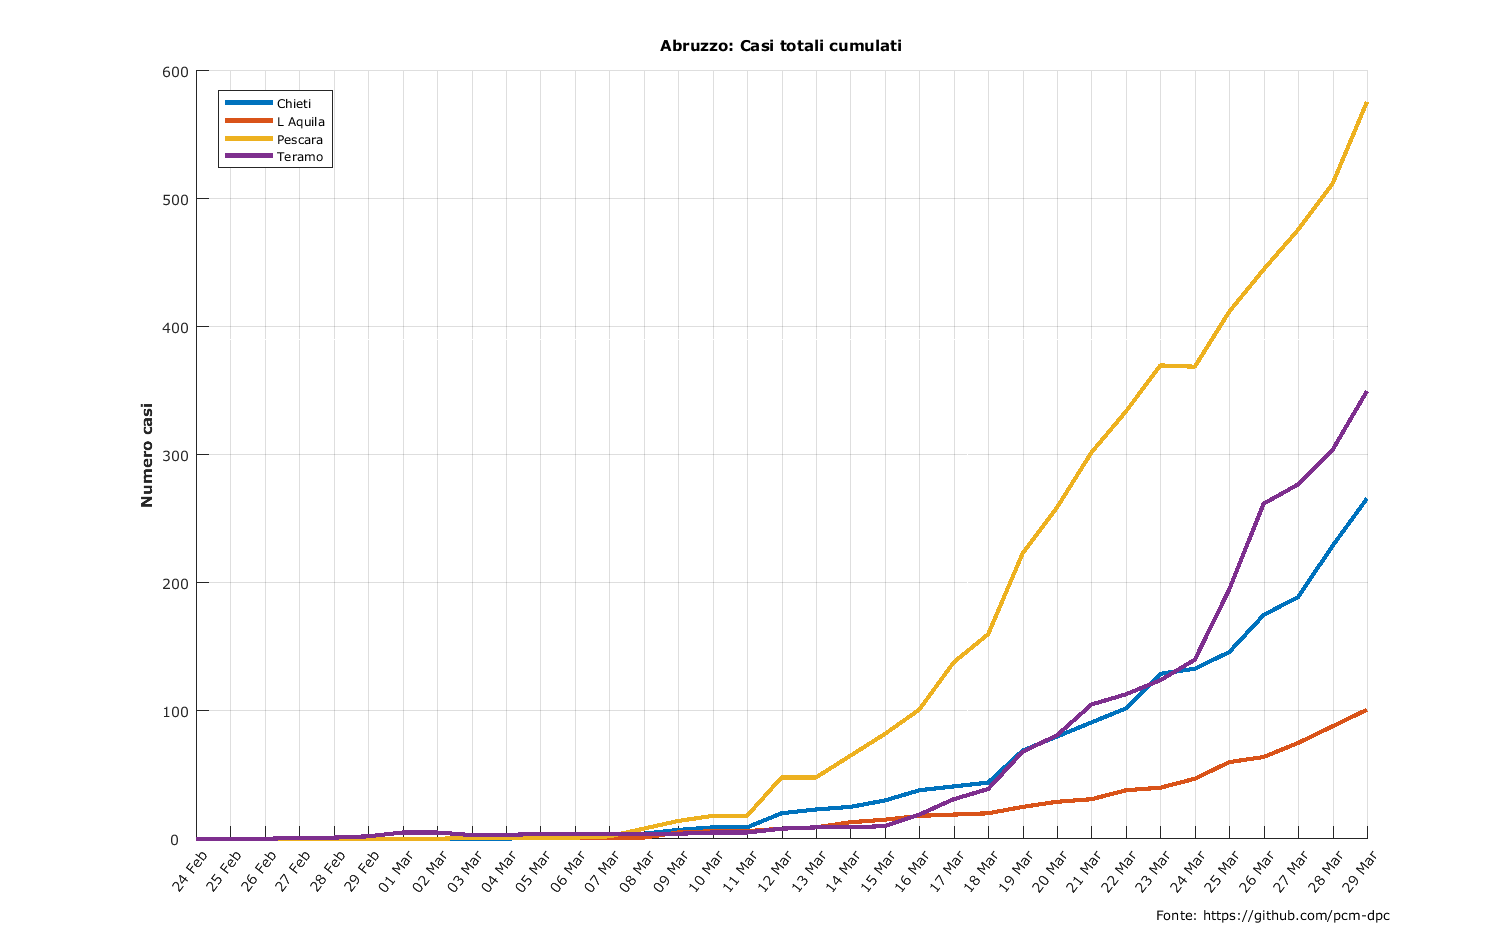 Abruzzo: Casi totali cumulati
600
500
400
300
200
100
0
Numero casi
Chieti
L Aquila
Pescara
Teramo
24 Feb
25 Feb
26 Feb
27 Feb
28 Feb
29 Feb
01 Mar
02 Mar
03 Mar
04 Mar
05 Mar
06 Mar
07 Mar
08 Mar
09 Mar
10 Mar
11 Mar
12 Mar
13 Mar
14 Mar
15 Mar
16 Mar
17 Mar
18 Mar
19 Mar
20 Mar
21 Mar
22 Mar
23 Mar
24 Mar
25 Mar
26 Mar
27 Mar
28 Mar
29 Mar
Fonte: https://github.com/pcm-dpc